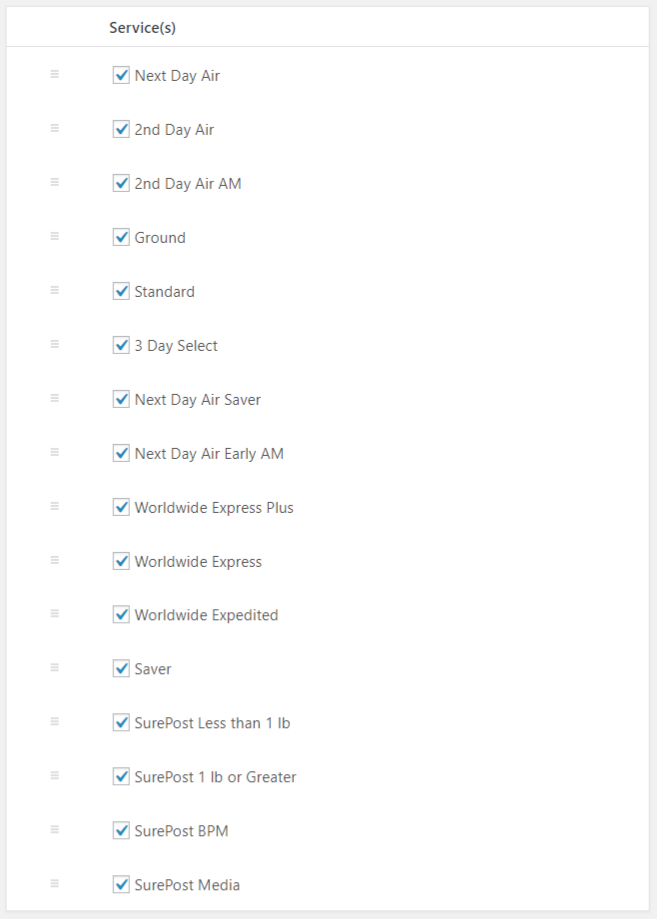 Service(s)
Next Day Air
2nd Day Air
2nd Day Air AM
Ground
Standard
3 Day Select
Next Day Air Saver
Next Day Air Early AM
Worldwide Express Plus
Worldwide Express
Worldwide Expedited
Saver
SurePost Less than 1 lb
SurePost 1 lb or Greater
SurePost BPM
SurePost Media